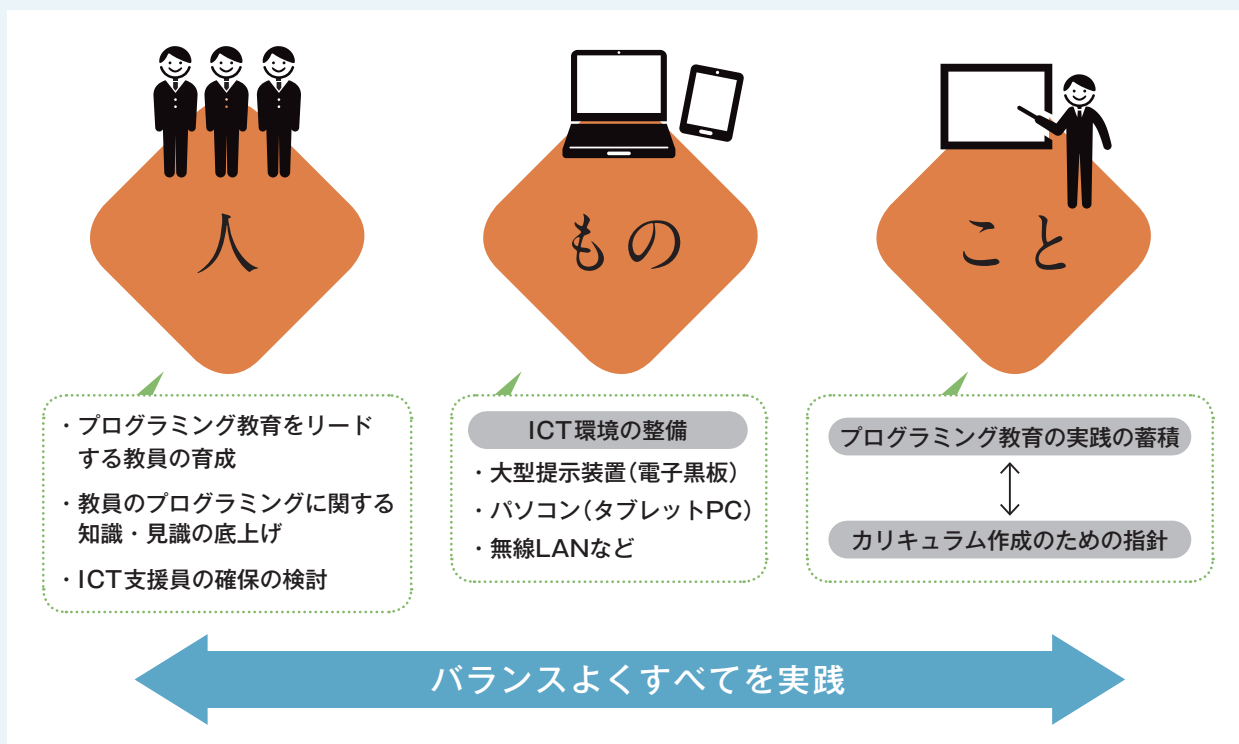 人
・プログラミング教育をリード
する教員の育成
・教員のプログラミングに関する
知識・見識の底上げ
・ICT支援員の確保の検討
もの
ICT環境の整備
・大型提示装置(電子黒板)
・パソコン(タブレットPC)
・無線LANなど
こと
プログラミング教育の実践の蓄積
カリキュラム作成のための指針
バランスよくすべてを実践